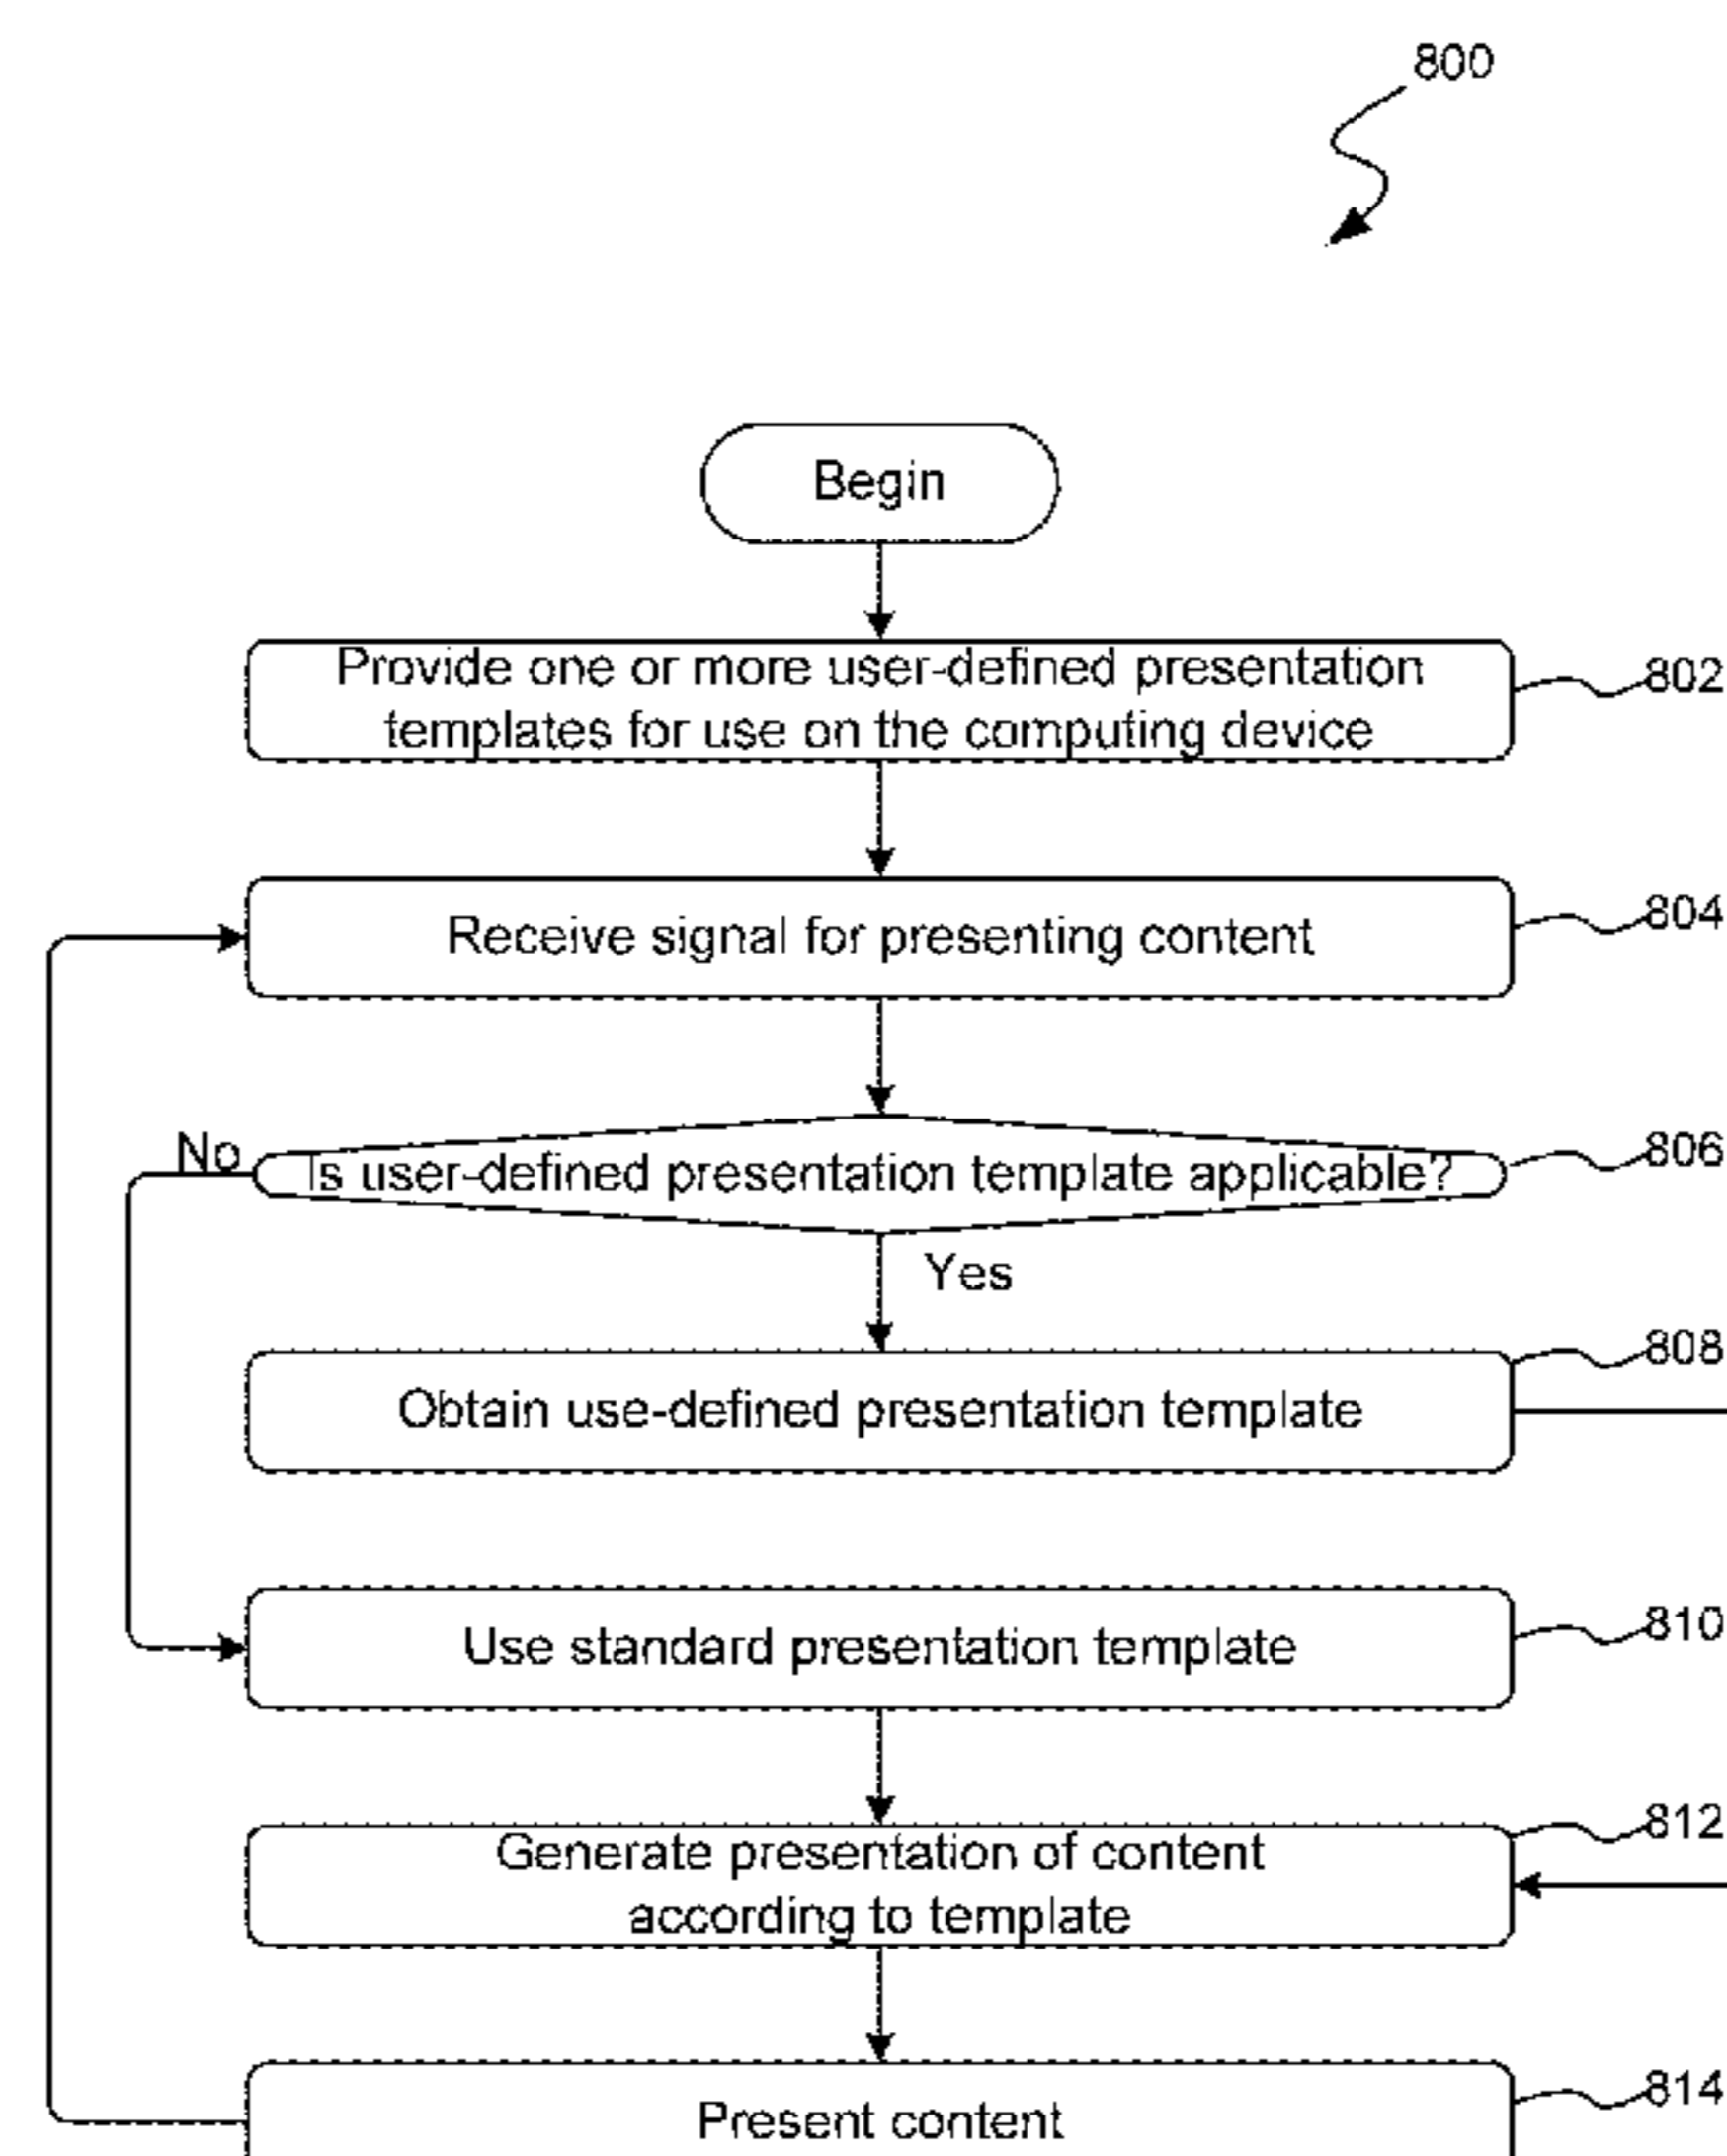 800
Begin
Provide one or more user-defined presentation
templates for use on the computing device
802
Receive signal for presenting content
804
No
Is user-defined presentation template applicable?
806
Yes
808
Obtain use-defined presentation template
Use standard presentation template
810
812
Generate presentation of content
according to template
Present content
814